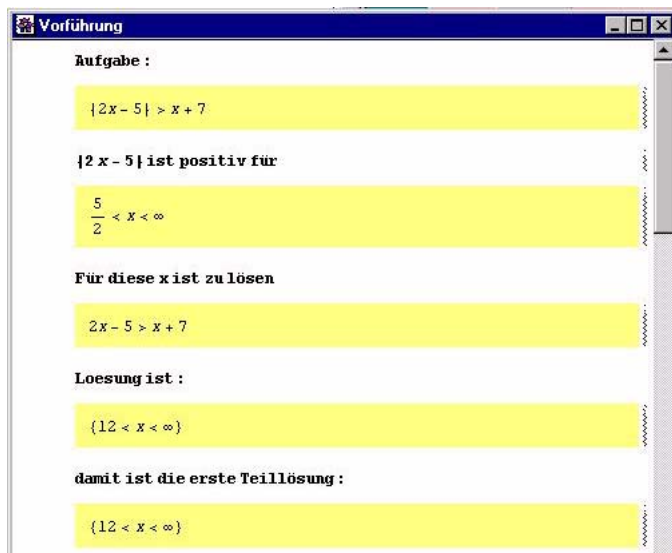 Vorführung
Aufgabe :
{2x - 5} > x + 7
{2 x - 5} ist positiv für
5/2 < x < ∞
Für diese x ist zu lösen
2x - 5 > x + 7
Loesung ist :
{12 < x < ∞}
damit ist die erste Teillösung :
{12 < x < ∞}